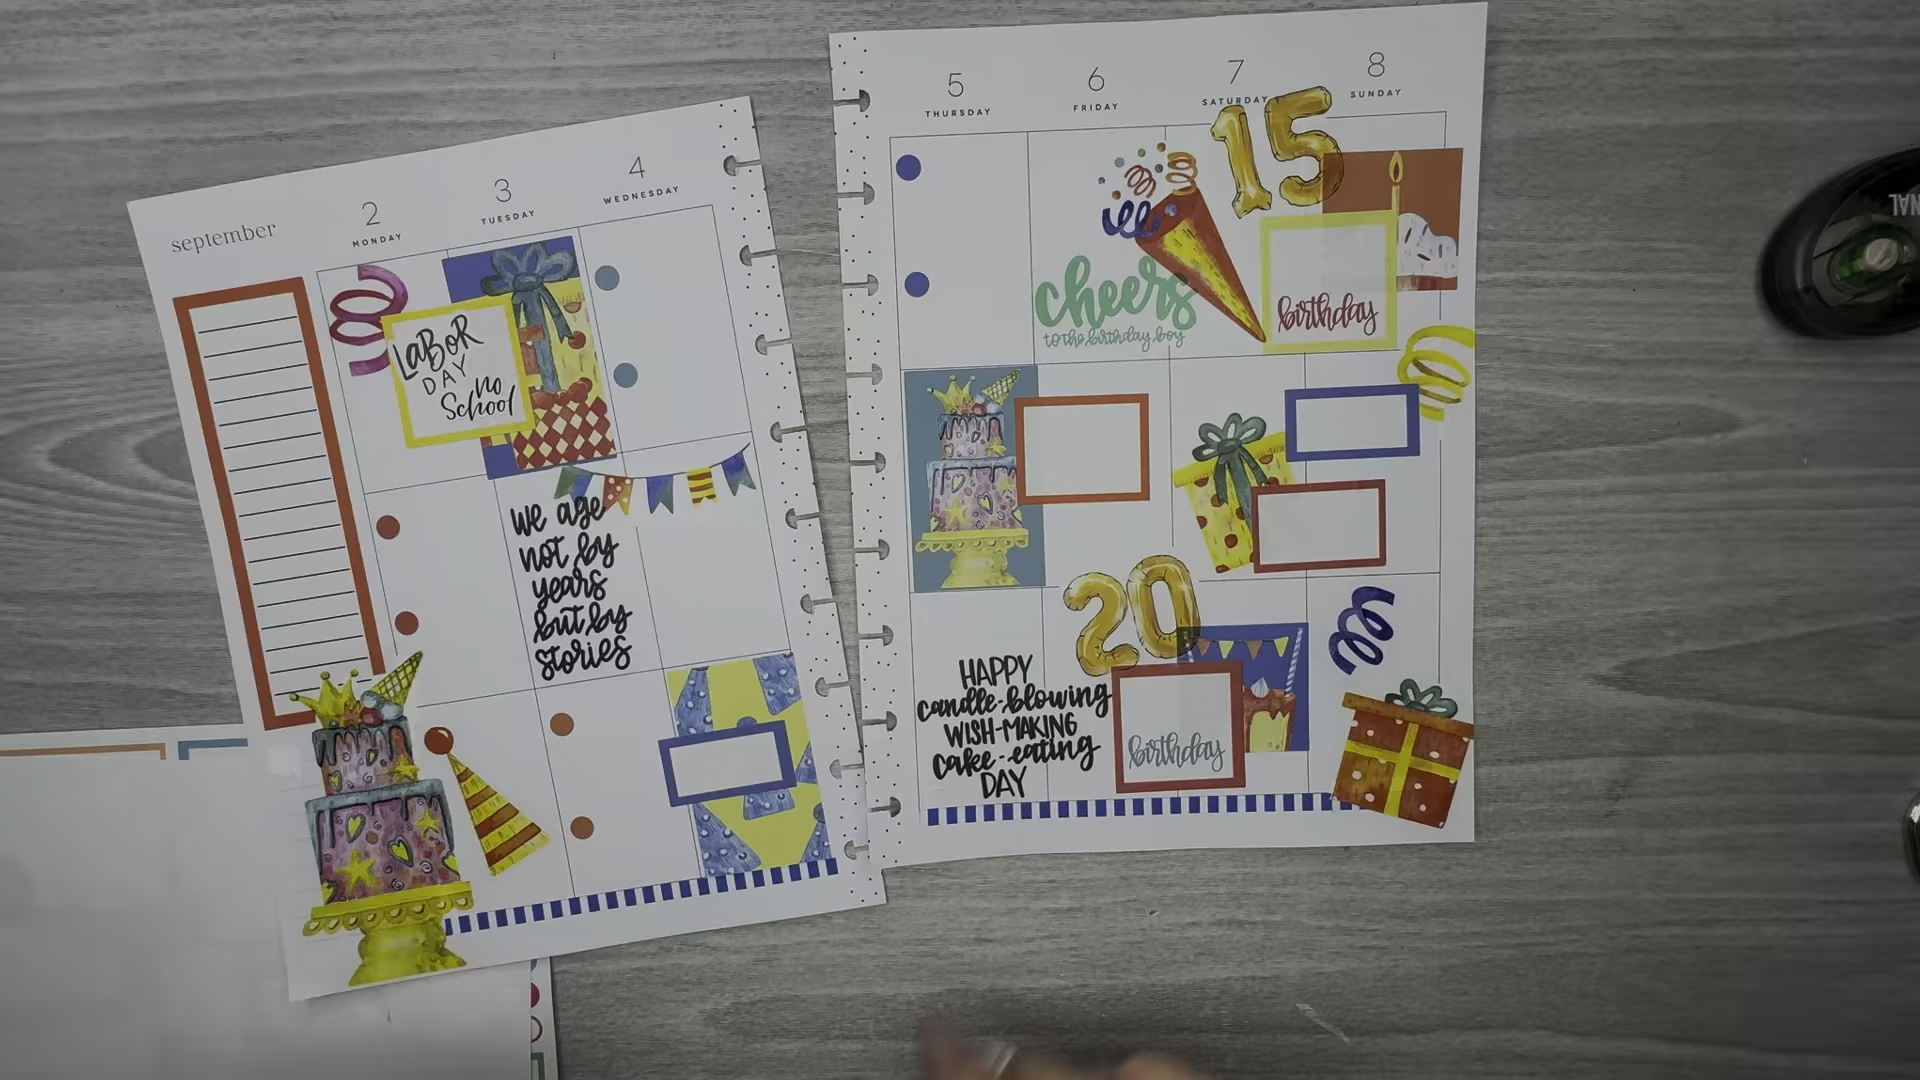 september
2
MONDAY
3
TUESDAY
4
WEDNESDAY
LABOR
DAY
no
School
we age
not by
years
but by
stories
5
THURSDAY
6
FRIDAY
7
SATURDAY
8
SUNDAY
15
cheers
to the birthday boy
birthday
20
HAPPY
candle-blowing
WISH-MAKING
cake-eating
DAY
birthday